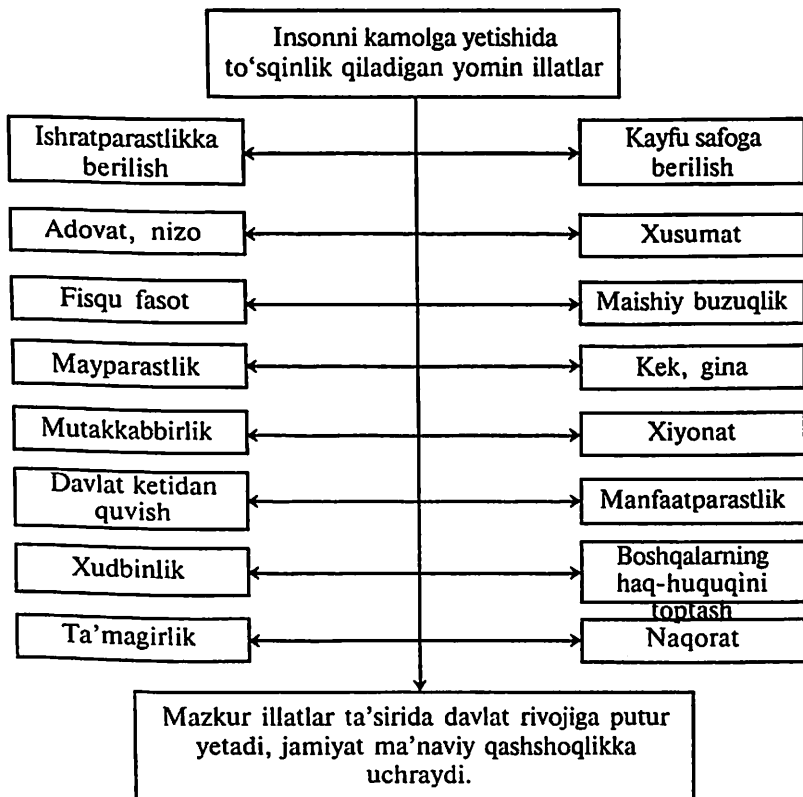 Insonni kamolga yetishida
to‘sqinlik qiladigan yomin illatlar
Ishratparastlikka
berilish
Kayfu safoga
berilish
Adovat, nizo
Xusumat
Fisqu fasot
Maishiy buzuqlik
Mayparastlik
Kek, gina
Mutakkabbirlik
Xiyonat
Davlat ketidan
quvish
Manfaatparastlik
Xudbinlik
Boshqalarning
haq-huquqini
toptash
Ta’magirlik
Naqorat
Mazkur illatlar ta’sirida davlat rivojiga putur
yetadi, jamiyat ma’naviy qashshoqlikka
uchraydi.